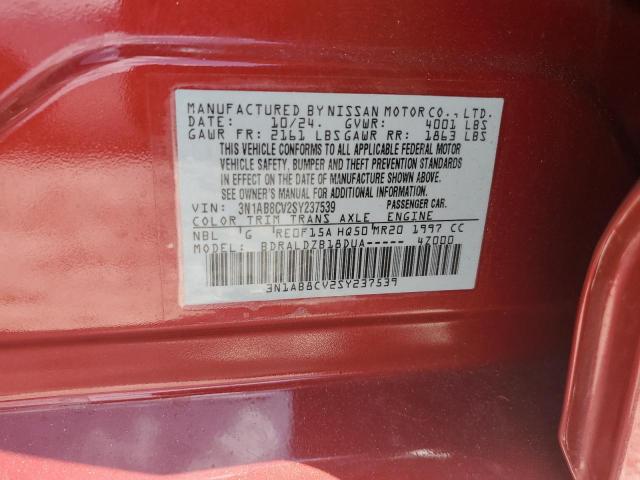 MANUFACTURED BY NISSAN MOTOR CO., LTD.
DATE: 10/24. GVWR: 4001 LBS
GAWR FR: 2161 LBS GAWR RR: 1863 LBS
THIS VEHICLE CONFORMS TO ALL APPLICABLE FEDERAL MOTOR
VEHICLE SAFETY, BUMPER AND THEFT PREVENTION STANDARDS
IN EFFECT ON THE DATE OF MANUFACTURE SHOWN ABOVE.
SEE OWNER'S MANUAL FOR ADDITIONAL INFORMATION.
VIN: 3N1AB8CV2SY237539 PASSENGER CAR.
COLOR TRIM TRANS AXLE ENGINE
NBL G RE0F15A HQ50 MR20 1997 CC
MODEL: BDRALDZB18DUA----- 47000
3N1AB8CV2SY237539